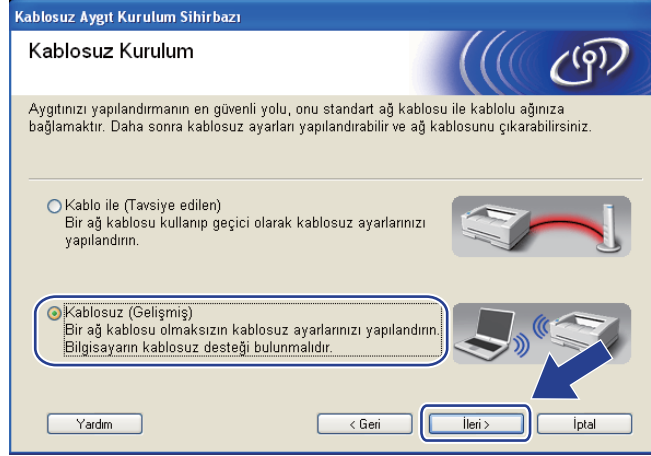 Kablosuz Aygıt Kurulum Sihirbazı
Kablosuz Kurulum
Aygıtınızı yapılandırmanın en güvenli yolu, onu standart ağ kablosu ile kablolu ağınıza
bağlamaktır. Daha sonra kablosuz ayarları yapılandırabilir ve ağ kablosunu çıkarabilirsiniz.
Kablo ile (Tavsiye edilen)
Bir ağ kablosu kullanıp geçici olarak kablosuz ayarlarınızı
yapılandırın.
Kablosuz (Gelişmiş)
Bir ağ kablosu olmaksızın kablosuz ayarlarınızı yapılandırın.
Bilgisayarın kablosuz desteği bulunmalıdır.
Yardım
< Geri
İleri >
İptal